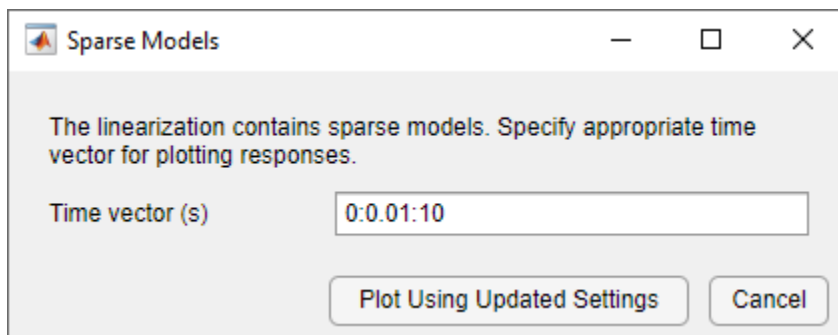 Sparse Models
The linearization contains sparse models. Specify appropriate time
vector for plotting responses.
Time vector (s) 0:0.01:10
Plot Using Updated Settings Cancel